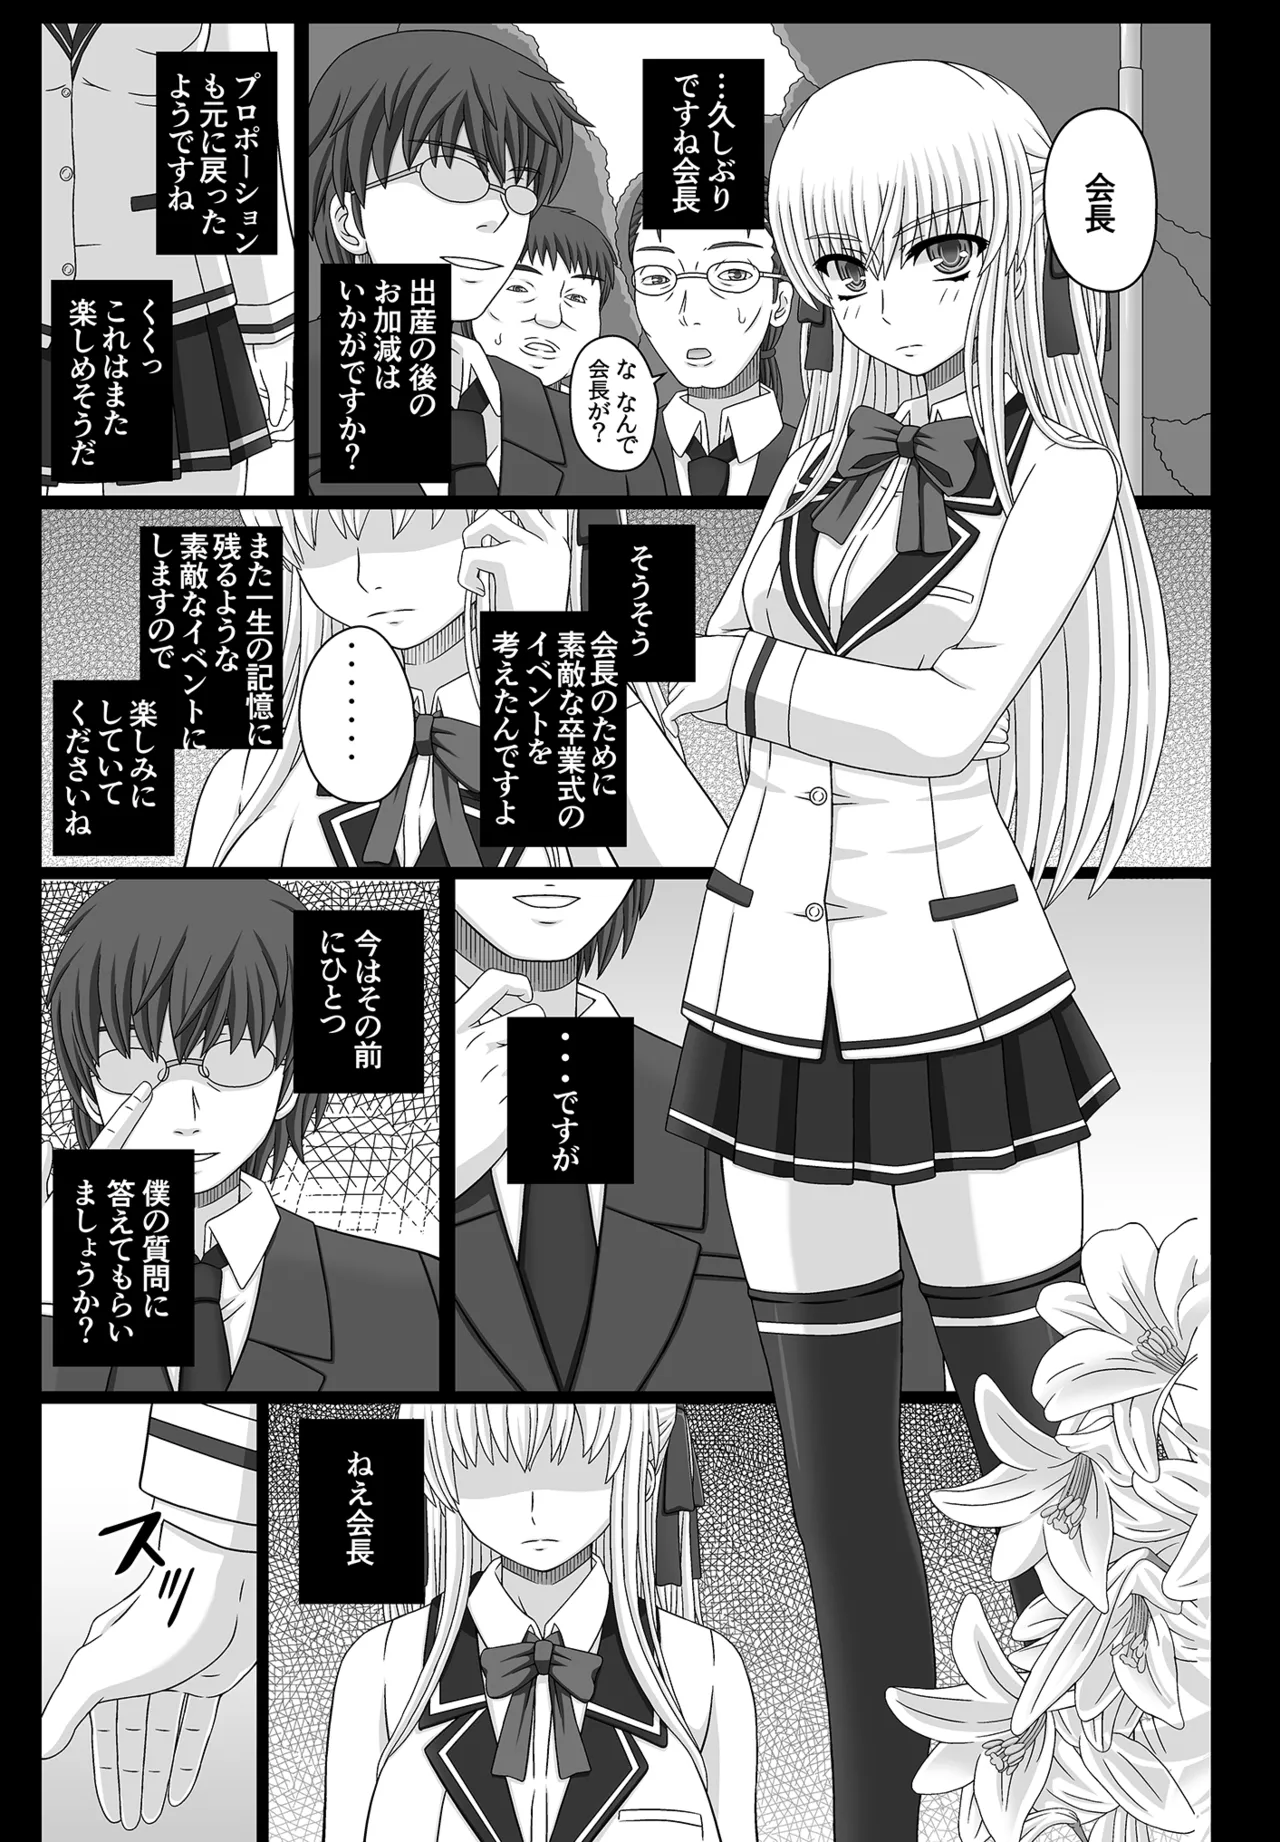 会長
…久しぶり
ですね会長
な なんで
会長が？
出産の後の
お加減は
いかがですか？
プロポーション
も元に戻った
ようですね
くくっ
これはまた
楽しめそうだ
そうそう
会長のために
素敵な卒業式の
イベントを
考えたんですよ
・・・・・・・
また一生の記憶に
残るような
素敵なイベントに
しますので
楽しみに
していて
くださいね
・・・ですが
今はその前
にひとつ
僕の質問に
答えてもらい
ましょうか？
ねえ会長
スッ